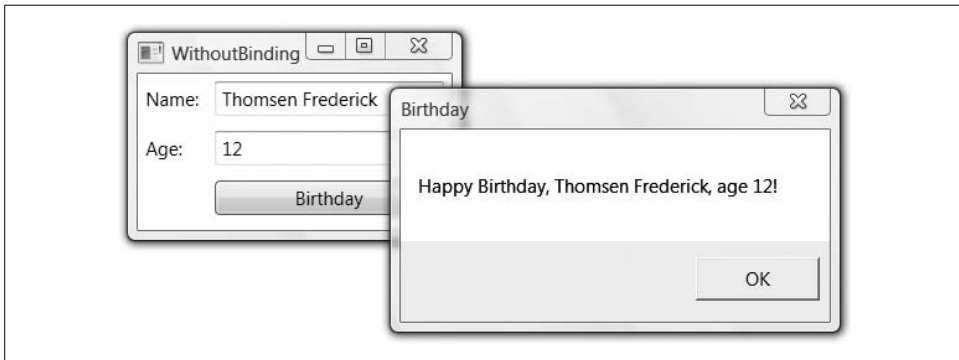 WithoutBinding
Name: Thomsen Frederick
Age: 12
Birthday
Birthday
Happy Birthday, Thomsen Frederick, age 12!
OK